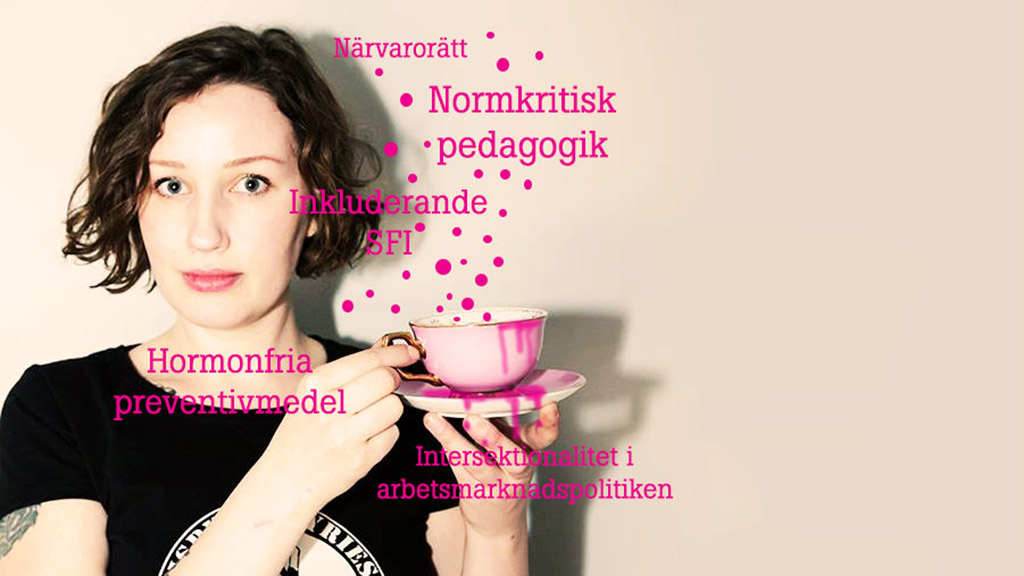 Närvarorätt
Normkritisk
pedagogik
Inkluderande
SFI
Hormonfria
preventivmedel
Intersektionalitet i
arbetsmarknadspolitiken